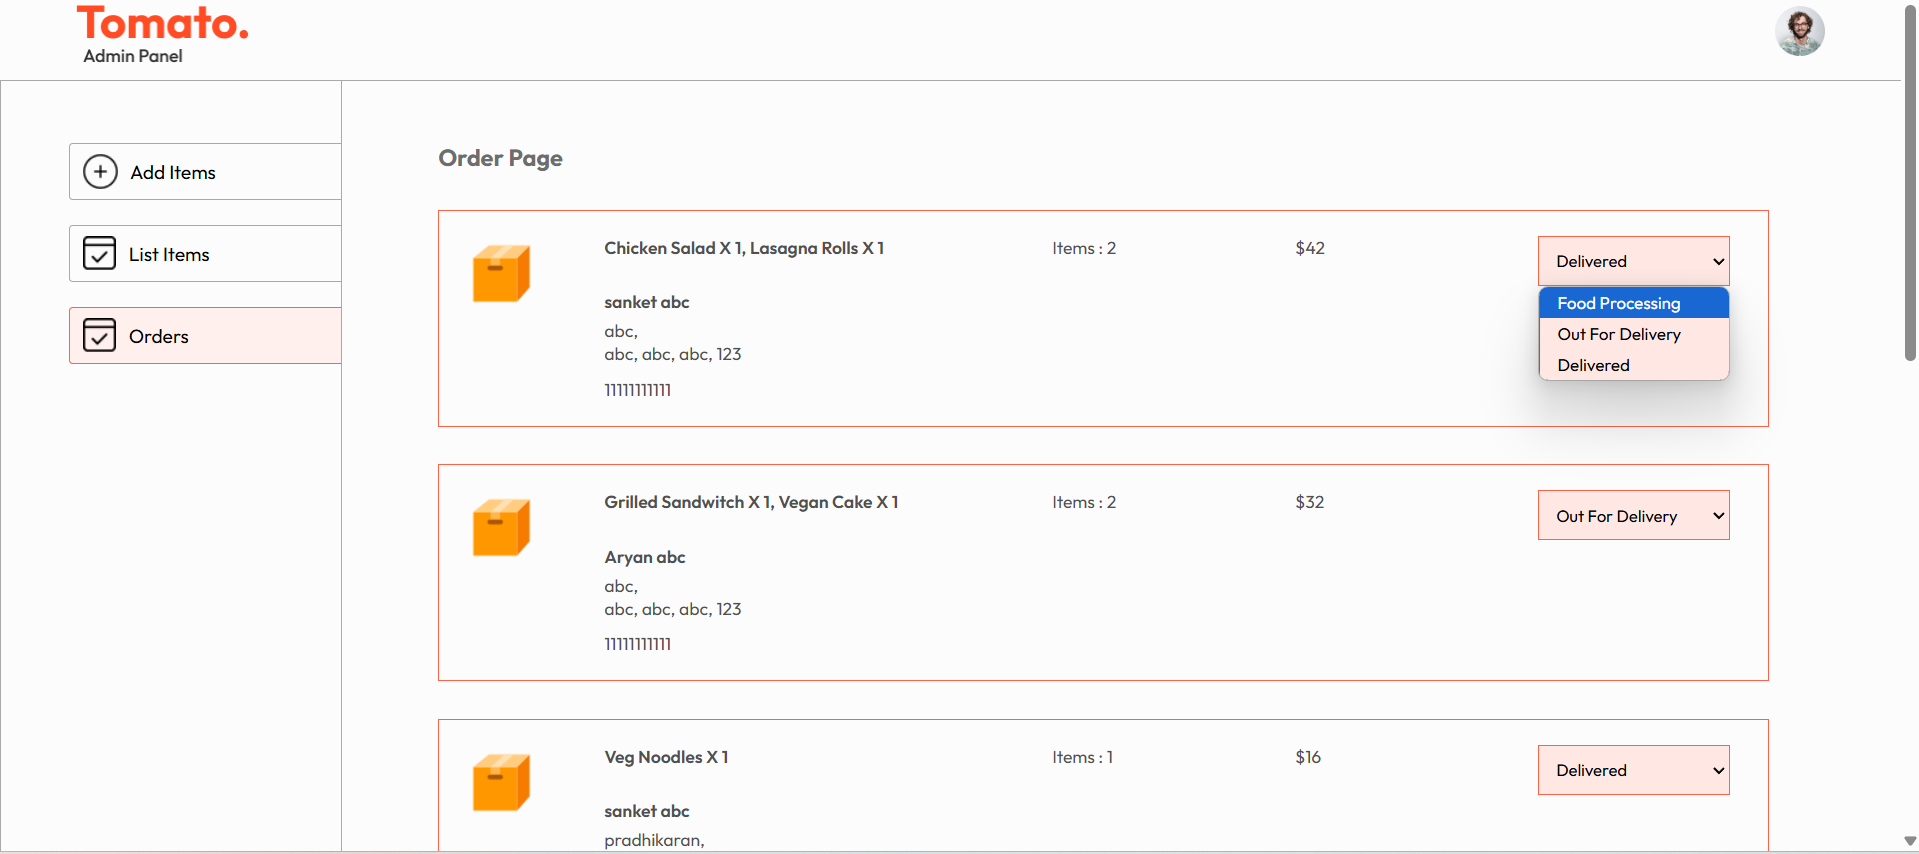 Tomato.
Admin Panel
Add Items
List Items
Orders
Order Page
Chicken Salad X 1, Lasagna Rolls X 1
Items : 2
$42
Delivered
Food Processing
Out For Delivery
Delivered
sanket abc
abc,
abc, abc, abc, 123
11111111111
Grilled Sandwitch X 1, Vegan Cake X 1
Items : 2
$32
Out For Delivery
Aryan abc
abc,
abc, abc, abc, 123
11111111111
Veg Noodles X 1
Items : 1
$16
Delivered
sanket abc
pradhikaran,